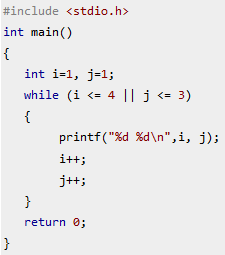 #include <stdio.h>
int main()
{
int i=1, j=1;
while (i <= 4 || j <= 3)
{
printf("%d %d\n",i, j);
i++;
j++;
}
return 0;
}